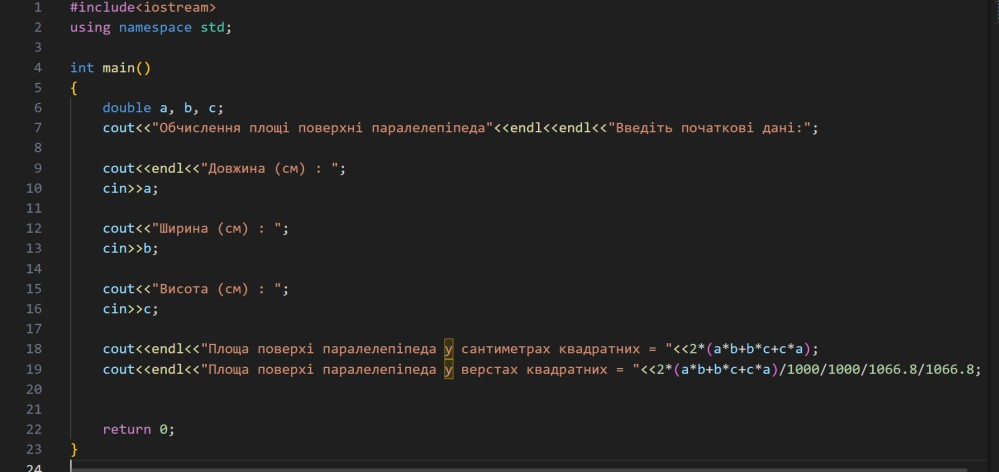 1 #include<iostream>
2 using namespace std;
3
4 int main()
5 {
6     double a, b, c;
7     cout<<"Обчислення площі поверхні паралелепіпеда"<<endl<<endl<<"Введіть початкові дані:";
8
9     cout<<endl<<"Довжина (см) : ";
10     cin>>a;
11
12     cout<<"Ширина (см) : ";
13     cin>>b;
14
15     cout<<"Висота (см) : ";
16     cin>>c;
17
18     cout<<endl<<"Площа поверхі паралелепіпеда у сантиметрах квадратних = "<<2*(a*b+b*c+c*a);
19     cout<<endl<<"Площа поверхі паралелепіпеда у верстах квадратних = "<<2*(a*b+b*c+c*a)/1000/1000/1066.8/1066.8;
20
21
22     return 0;
23 }
24